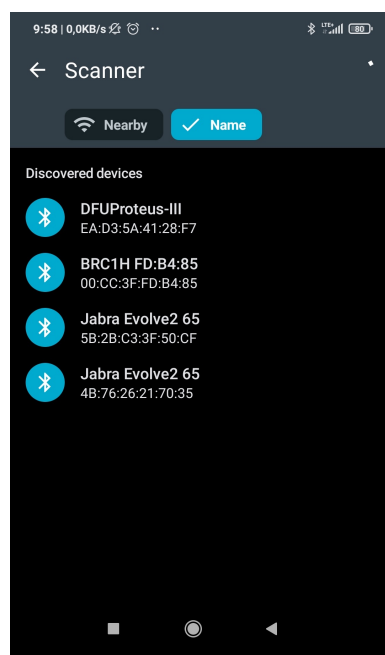 9:58 | 0,0KB/s
LTE+
80
Scanner
Nearby
Name
Discovered devices
DFUProteus-III
EA:D3:5A:41:28:F7
BRC1H FD:B4:85
00:CC:3F:FD:B4:85
Jabra Evolve2 65
5B:2B:C3:3F:50:CF
Jabra Evolve2 65
4B:76:26:21:70:35